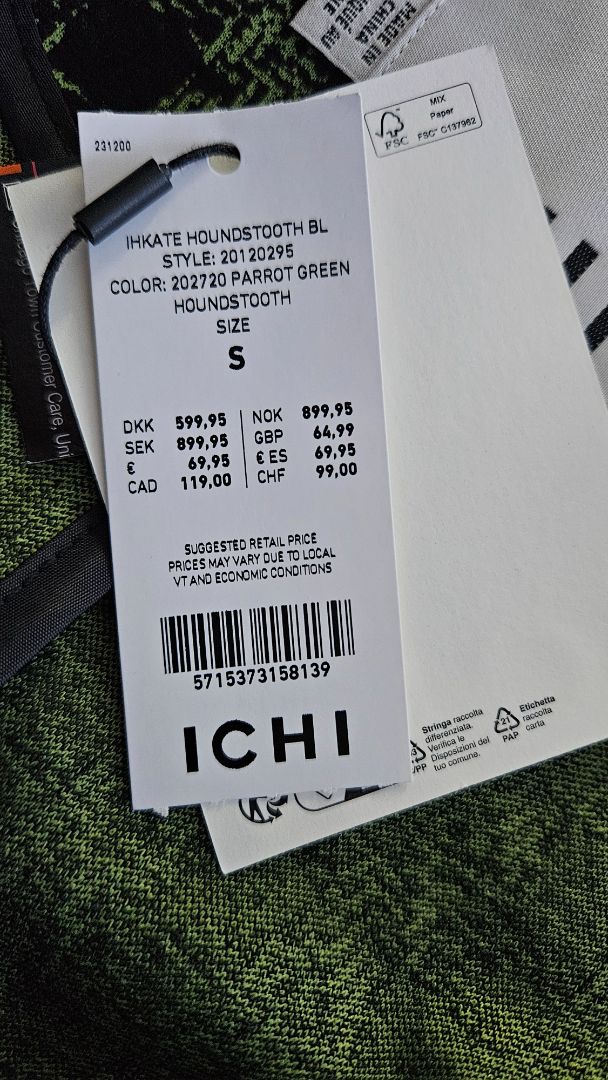 MADE IN
CHINA
231200
MIX
Paper
FSC
FSC® C137962
IHKATE HOUNDSTOOTH BL
STYLE: 20120295
COLOR: 202720 PARROT GREEN
HOUNDSTOOTH
SIZE
S
DKK 599,95
SEK 899,95
€ 69,95
CAD 119,00
NOK 899,95
GBP 64,99
€ ES 69,95
CHF 99,00
SUGGESTED RETAIL PRICE
PRICES MAY VARY DUE TO LOCAL
VT AND ECONOMIC CONDITIONS
5715373158139
ICHI
Customer Care,
Stringa raccolta
differenziata.
Verifica le
Disposizioni del
tuo comune.
21
PAP
Etichetta
raccolta
carta